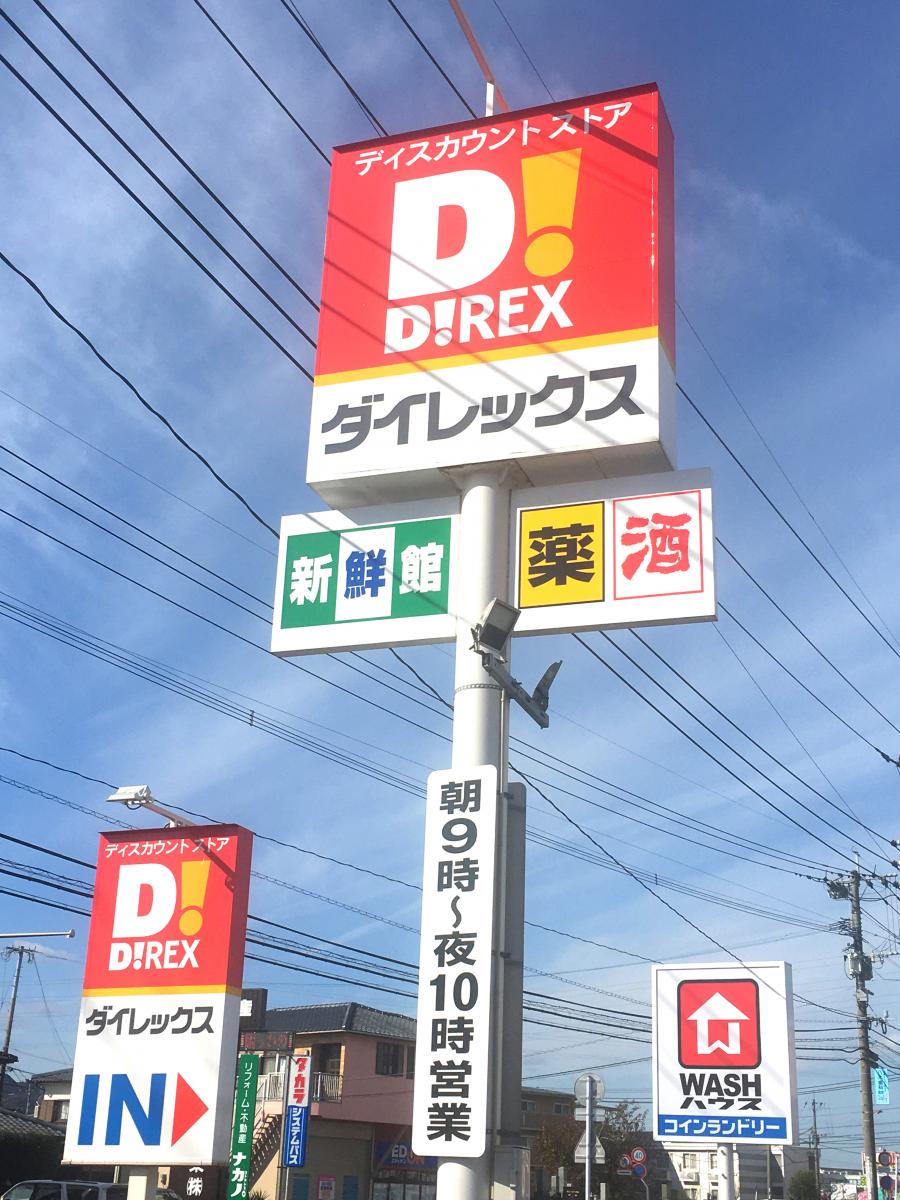 ディスカウント ストア
D!
D!REX
ダイレックス
新鮮館
薬
酒
朝9時～夜10時営業
ディスカウント ストア
D!
D!REX
ダイレックス
IN
リフォーム・不動産
ナカノ
タカラ
システムバス
WASH
ハウス
コインランドリー